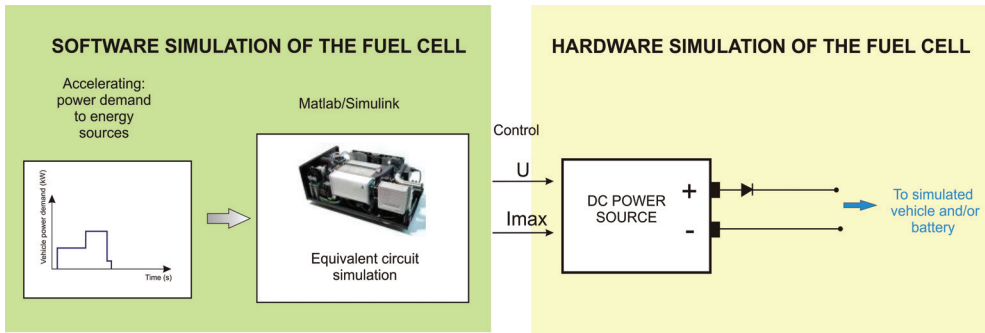 SOFTWARE SIMULATION OF THE FUEL CELL
Accelerating:
power demand
to energy
sources
Matlab/Simulink
Vehicle power demand (kW)
Time (s)
Equivalent circuit
simulation
Control
U
Imax
HARDWARE SIMULATION OF THE FUEL CELL
DC POWER
SOURCE
+
-
To simulated
vehicle and/or
battery